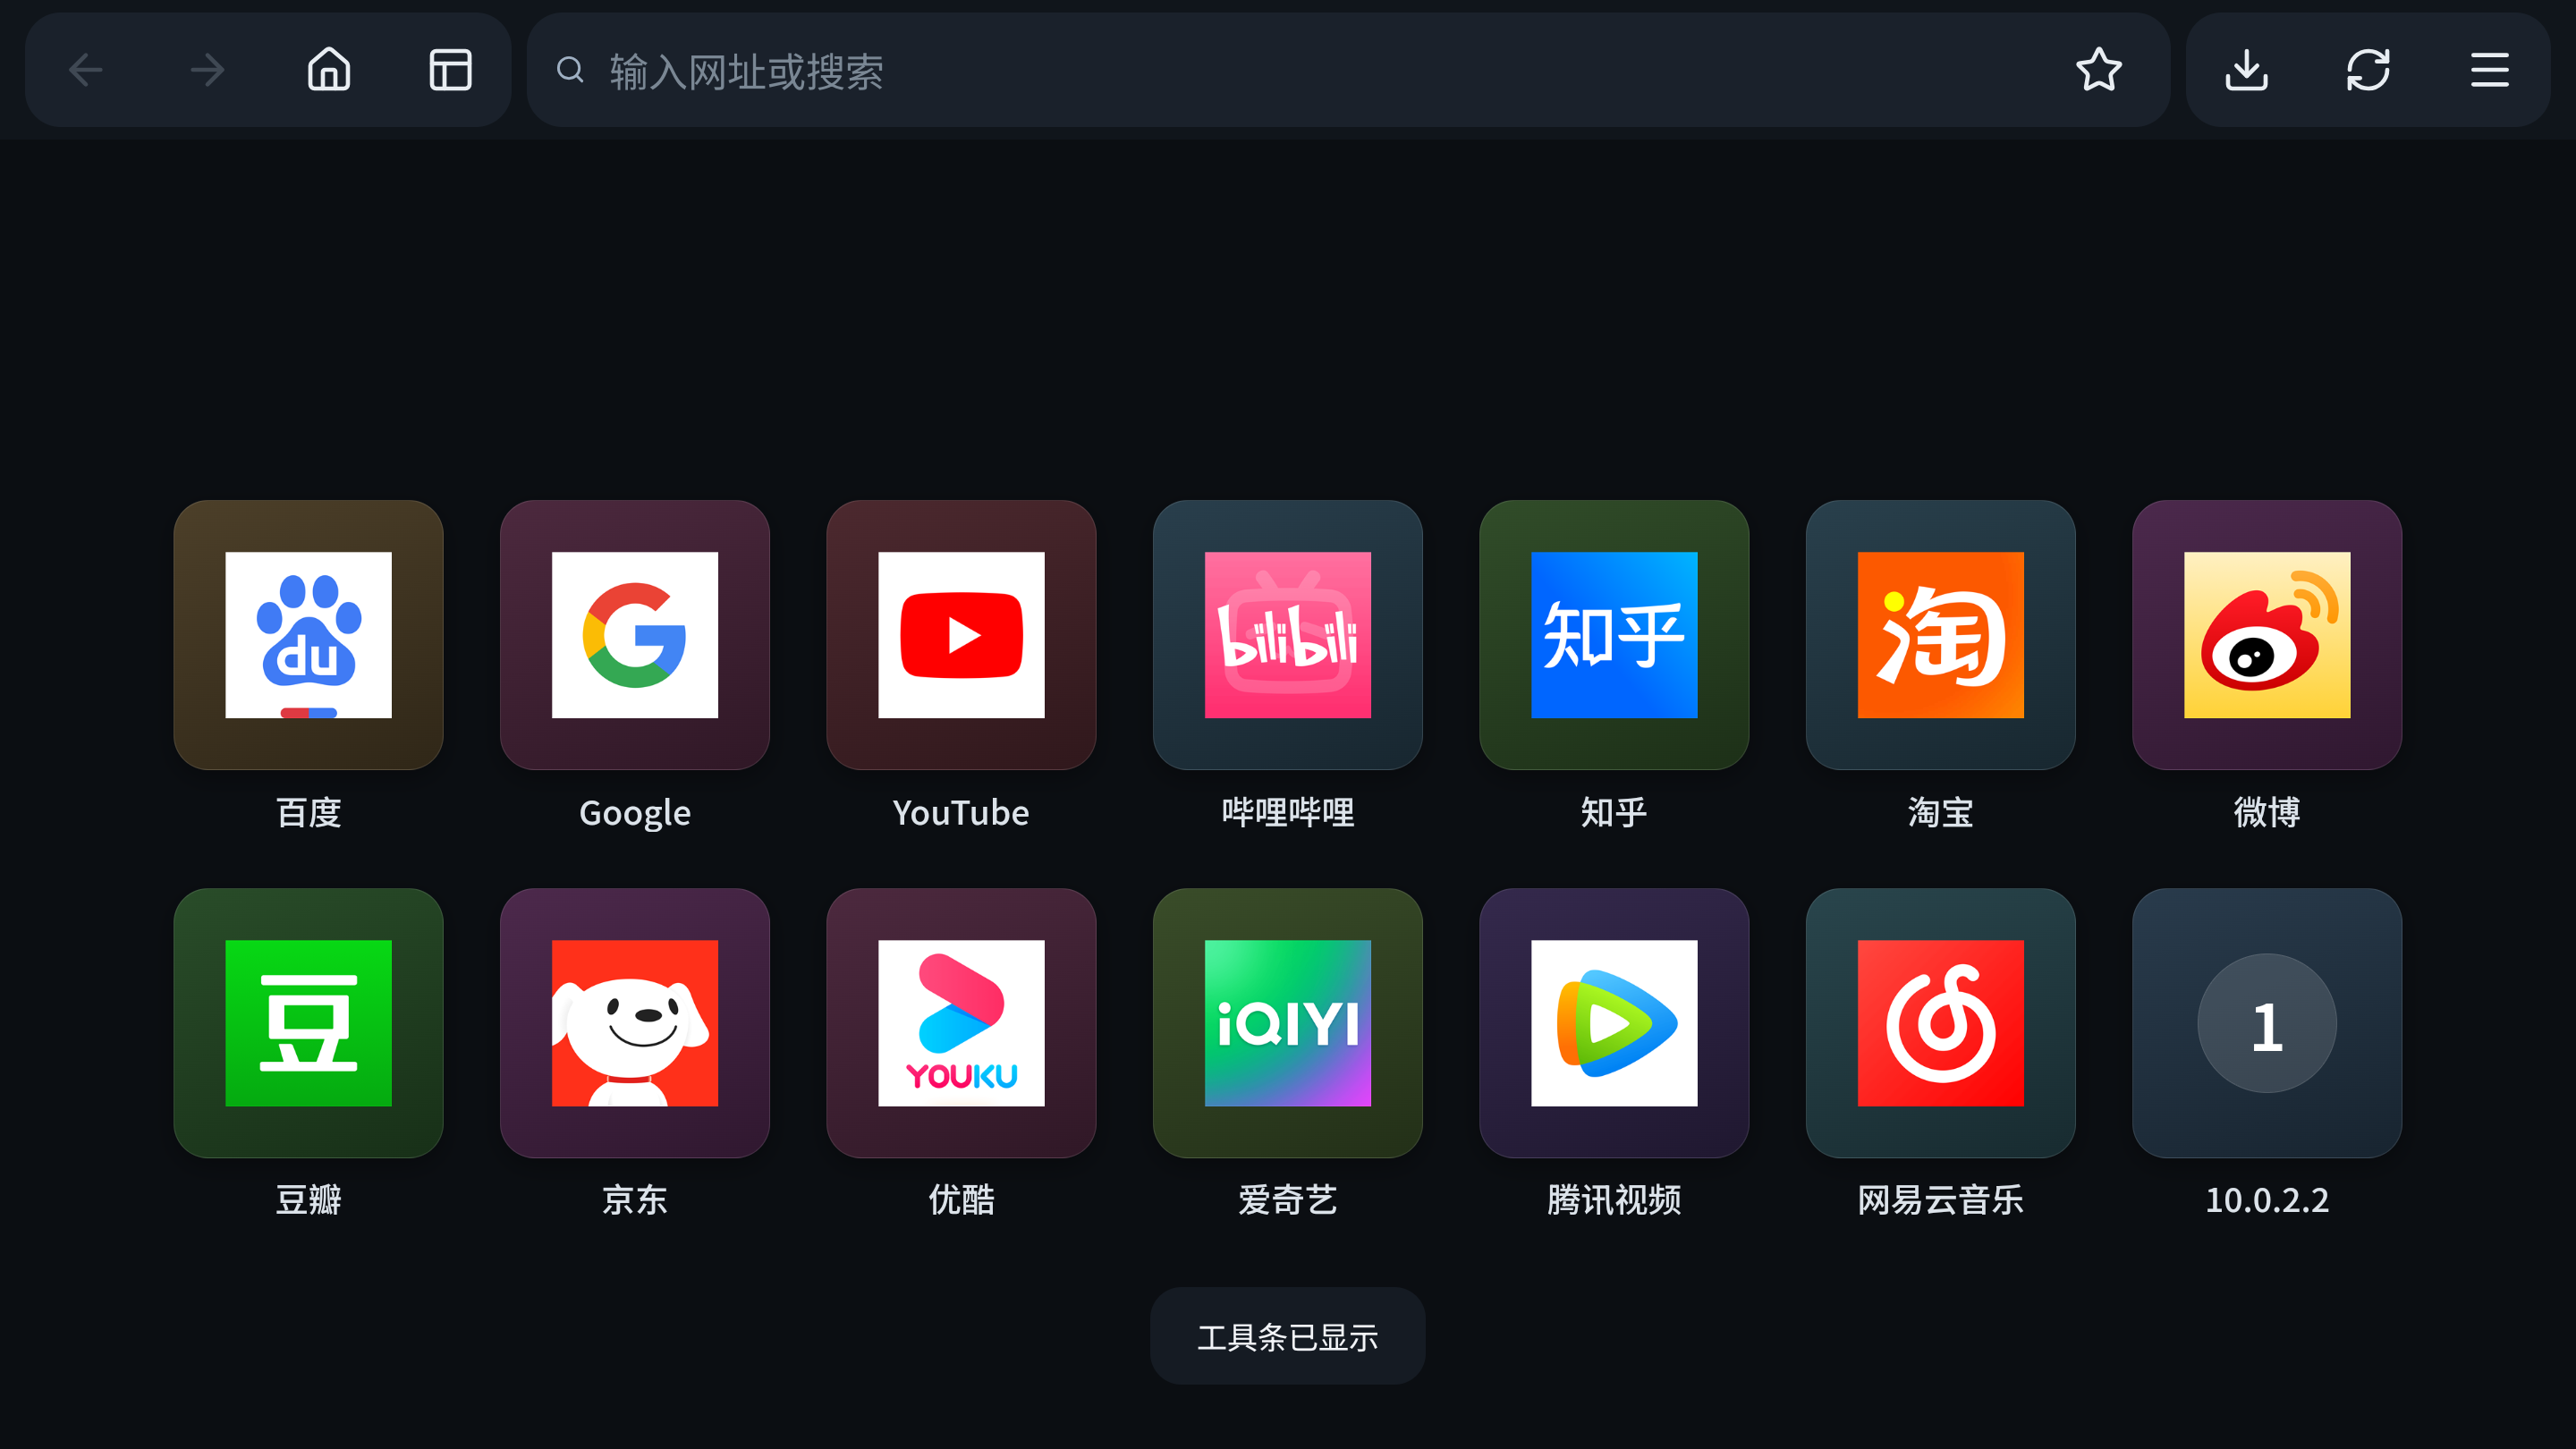 输入网址或搜索
du
bilibili
知乎
淘
百度
Google
YouTube
哔哩哔哩
知乎
淘宝
微博
豆
YOUKU
iQIYI
1
豆瓣
京东
优酷
爱奇艺
腾讯视频
网易云音乐
10.0.2.2
工具条已显示